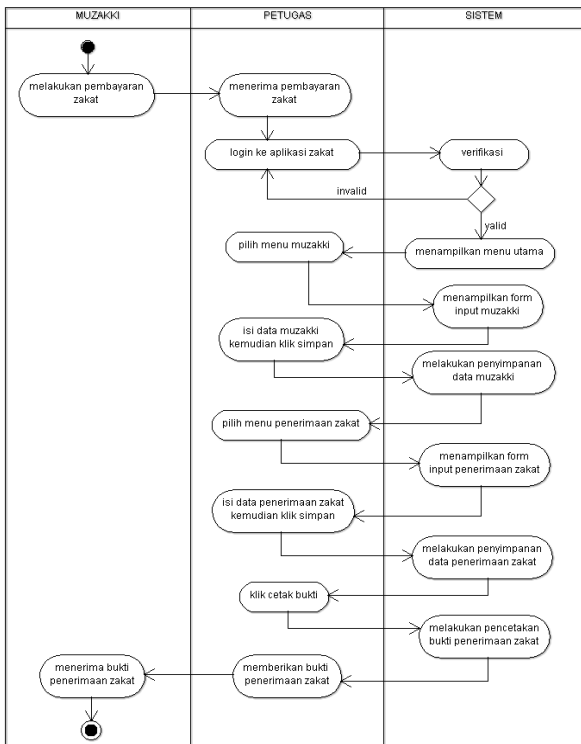 MUZAKKI
PETUGAS
SISTEM
melakukan pembayaran
zakat
menerima pembayaran
zakat
login ke aplikasi zakat
verifikasi
invalid
valid
pilih menu muzakki
menampilkan menu utama
menampilkan form
input muzakki
isi data muzakki
kemudian klik simpan
melakukan penyimpanan
data muzakki
pilih menu penerimaan zakat
menampilkan form
input penerimaan zakat
isi data penerimaan zakat
kemudian klik simpan
melakukan penyimpanan
data penerimaan zakat
klik cetak bukti
melakukan pencetakan
bukti penerimaan zakat
menerima bukti
penerimaan zakat
memberikan bukti
penerimaan zakat